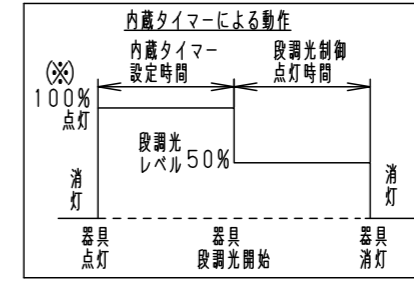 内蔵タイマーによる動作
内蔵タイマー
設定時間
段調光制御
点灯時間
(※)
100%
点灯
段調光
レベル50%
消
灯
消
灯
器具
点灯
器具
段調光開始
器具
消灯